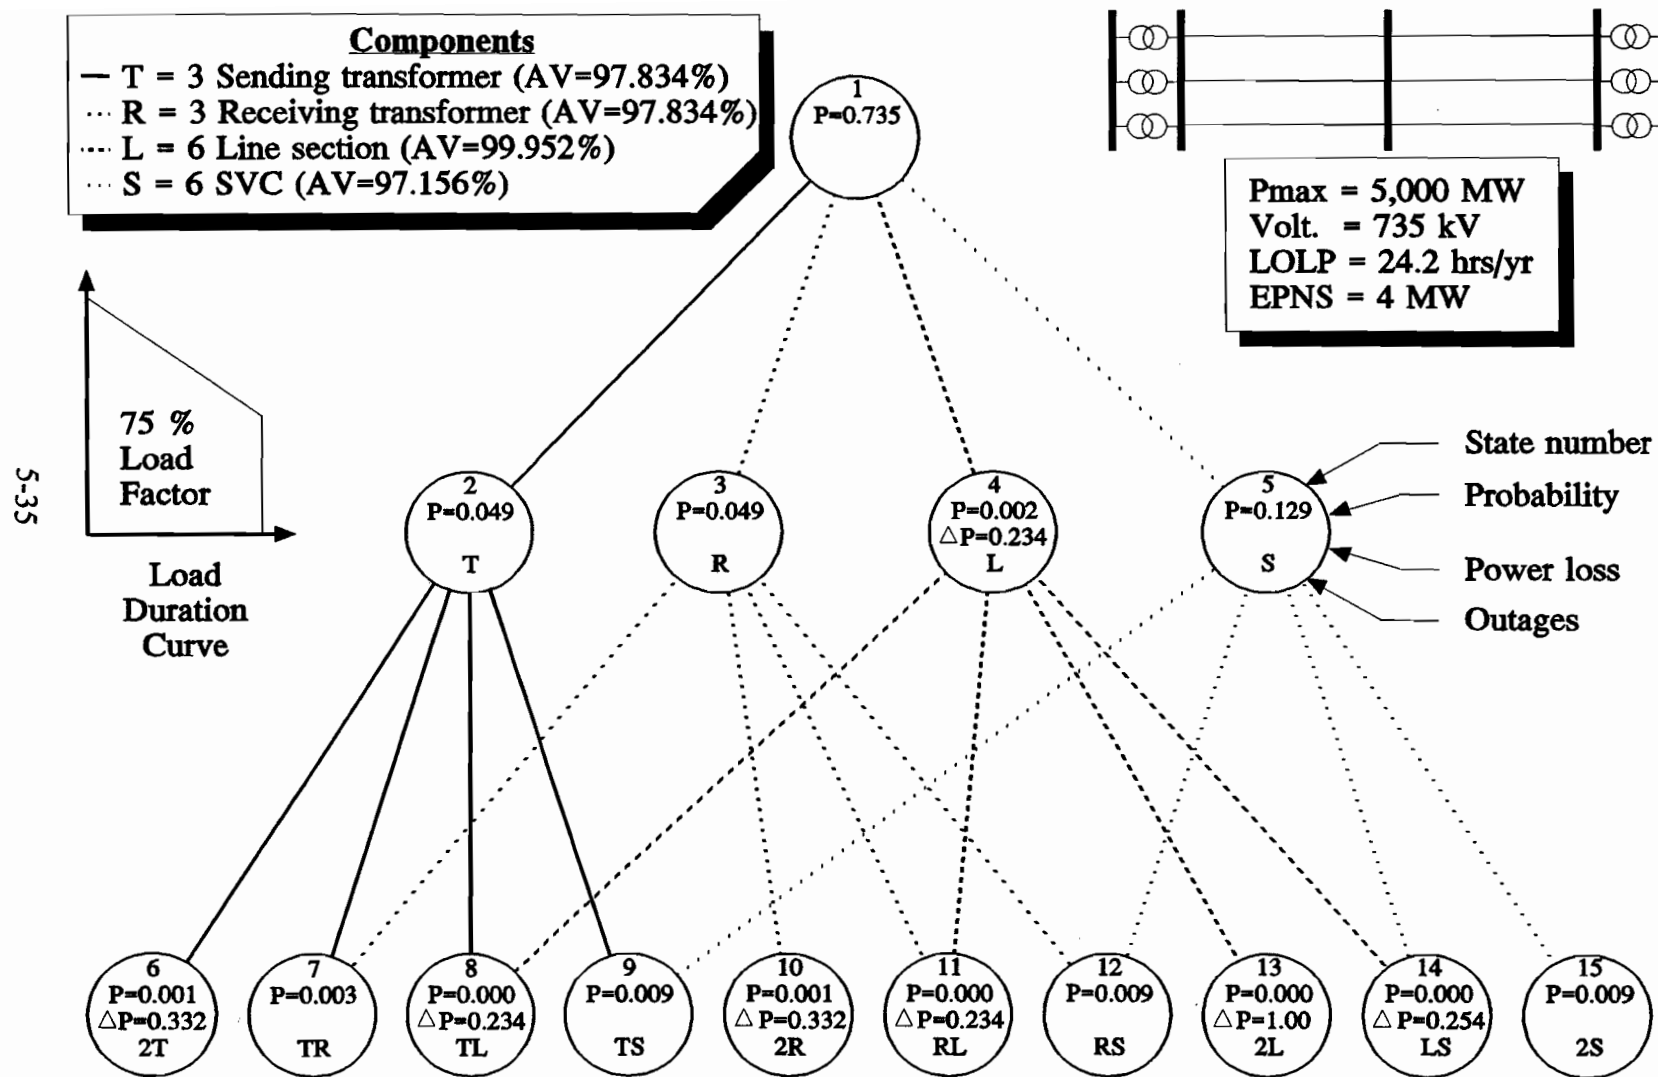 Components
T = 3 Sending transformer (AV=97.834%)
R = 3 Receiving transformer (AV=97.834%)
L = 6 Line section (AV=99.952%)
S = 6 SVC (AV=97.156%)
Pmax = 5,000 MW
Volt. = 735 kV
LOLP = 24.2 hrs/yr
EPNS = 4 MW
1
P=0.735
75 %
Load
Factor
Load
Duration
Curve
5-35
2
P=0.049
T
3
P=0.049
R
4
P=0.002
△P=0.234
L
5
P=0.129
S
State number
Probability
Power loss
Outages
6
P=0.001
△P=0.332
2T
7
P=0.003
TR
8
P=0.000
△P=0.234
TL
9
P=0.009
TS
10
P=0.001
△P=0.332
2R
11
P=0.000
△P=0.234
RL
12
P=0.009
RS
13
P=0.000
△P=1.00
2L
14
P=0.000
△P=0.254
LS
15
P=0.009
2S